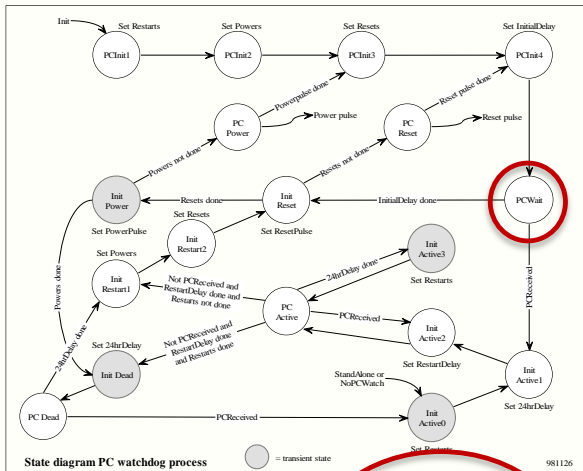 Init
Set Restarts
Set Powers
Set Resets
Set InitialDelay
PCInit1
PCInit2
PCInit3
PCInit4
Powerpulse done
Reset pulse done
PC
Power
Power pulse
PC
Reset
Reset pulse
Powers not done
Resets not done
Init
Power
Resets done
Init
Reset
InitialDelay done
PCWait
Set PowerPulse
Set Resets
Set ResetPulse
Init
Restart2
Set Powers
Init
Restart1
Powers done
Not PCReceived and
RestartDelay done and
Restarts not done
24hrDelay done
Init
Active3
Set Restarts
PCReceived
PC
Active
PCReceived
Init
Active2
Set RestartDelay
Not PCReceived and
RestartDelay done
and Restarts done
24hrDelay done
Set 24hrDelay
Init Dead
StandAlone or
NoPCWatch
Init
Active1
Set 24hrDelay
PC Dead
PCReceived
Init
Active0
Set Restarts
State diagram PC watchdog process
= transient state
981126